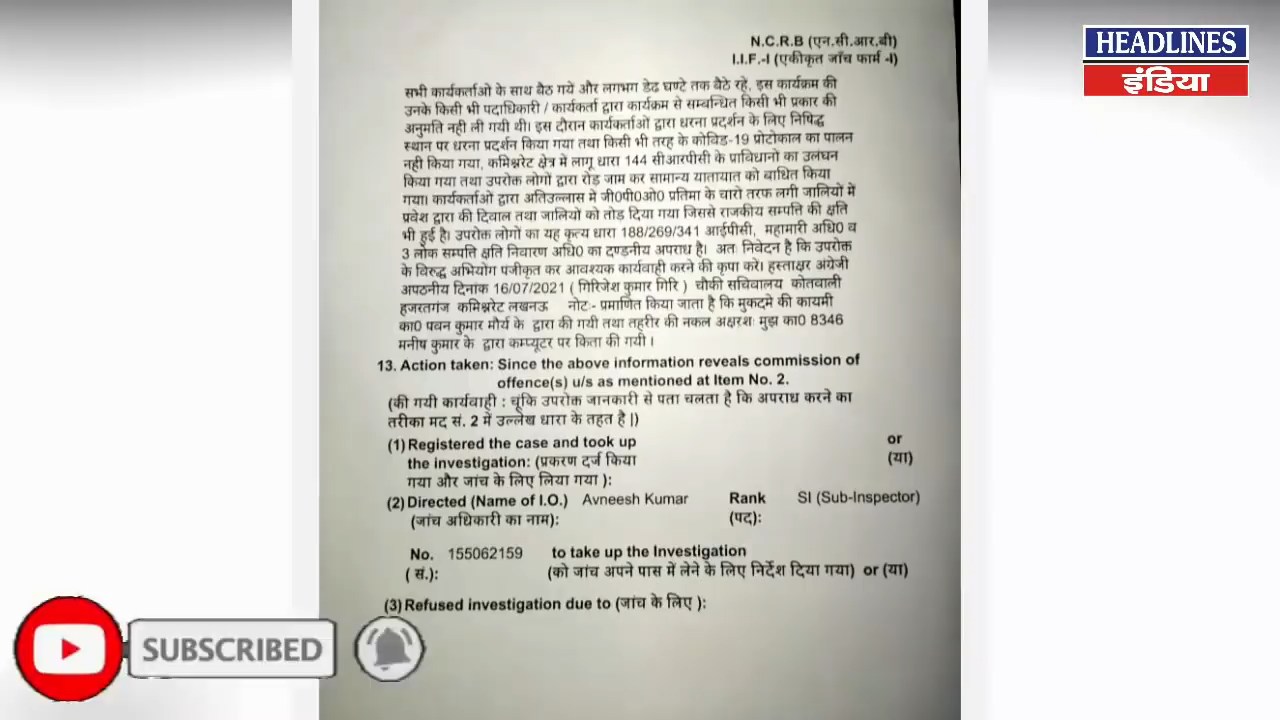 HEADLINES
इंडिया
N.C.R.B (एन.सी.आर.बी)
I.I.F.-I (एकीकृत जाँच फार्म -I)
सभी कार्यकर्ताओ के साथ बैठ गये और लगभग डेढ घण्टे तक बैठे रहे, इस कार्यक्रम की
उनके किसी भी पदाधिकारी / कार्यकर्ता द्वारा कार्यक्रम से सम्बन्धित किसी भी प्रकार की
अनुमति नही ली गयी थी। इस दौरान कार्यकर्ताओं द्वारा धरना प्रदर्शन के लिए निषिद्ध
स्थान पर धरना प्रदर्शन किया गया तथा किसी भी तरह के कोविड-19 प्रोटोकाल का पालन
नही किया गया, कमिश्नरेट क्षेत्र में लागू धारा 144 सीआरपीसी के प्राविधानो का उलंघन
किया गया तथा उपरोक्त लोगों द्वारा रोड़ जाम कर सामान्य यातायात को बाधित किया
गया। कार्यकर्ताओं द्वारा अतिउल्लास मे जी0पी0ओ0 प्रतिमा के चारो तरफ लगी जालियों में
प्रवेश द्वारा की दिवाल तथा जालियों को तोड़ दिया गया जिससे राजकीय सम्पत्ति की क्षति
भी हुई है। उपरोक्त लोगों का यह कृत्य धारा 188/269/341 आईपीसी, महामारी अधि0 व
3 लोक सम्पत्ति क्षति निवारण अधि0 का दण्डनीय अपराध है। अतः निवेदन है कि उपरोक्त
के विरुद्ध अभियोग पंजीकृत कर आवश्यक कार्यवाही करने की कृपा करे। हस्ताक्षर अंग्रेजी
अपठनीय दिनांक 16/07/2021 ( गिरिजेश कुमार गिरि ) चौकी सचिवालय कोतवाली
हजरतगंज कमिश्नरेट लखनऊ नोटः- प्रमाणित किया जाता है कि मुकदमे की कायमी
का0 पवन कुमार मौर्य के द्वारा की गयी तथा तहरीर की नकल अक्षरशः मुझ का0 8346
मनीष कुमार के द्वारा कम्प्यूटर पर किता की गयी ।
13. Action taken: Since the above information reveals commission of
offence(s) u/s as mentioned at Item No. 2.
(की गयी कार्यवाही : चूंकि उपरोक्त जानकारी से पता चलता है कि अपराध करने का
तरीका मद सं. 2 में उल्लेख धारा के तहत है |)
(1) Registered the case and took up or
the investigation: (प्रकरण दर्ज किया (या)
गया और जांच के लिए लिया गया ):
(2) Directed (Name of I.O.) Avneesh Kumar Rank SI (Sub-Inspector)
(जांच अधिकारी का नाम): (पद):
No. 155062159 to take up the Investigation
( सं.): (को जांच अपने पास में लेने के लिए निर्देश दिया गया) or (या)
(3) Refused investigation due to (जांच के लिए ):
SUBSCRIBED